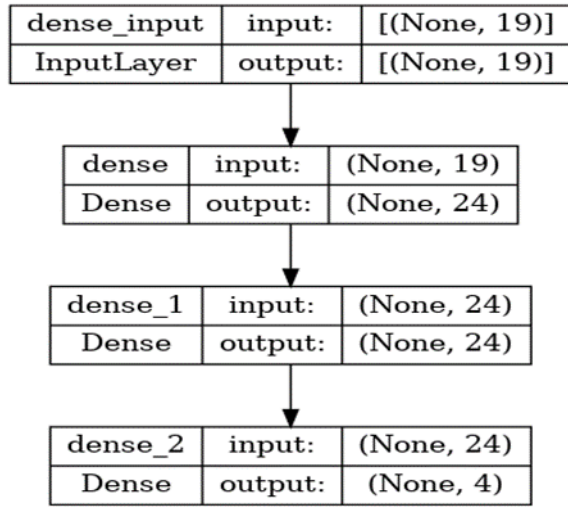 dense_input input: [(None, 19)]
InputLayer output: [(None, 19)]
dense input: (None, 19)
Dense output: (None, 24)
dense_1 input: (None, 24)
Dense output: (None, 24)
dense_2 input: (None, 24)
Dense output: (None, 4)